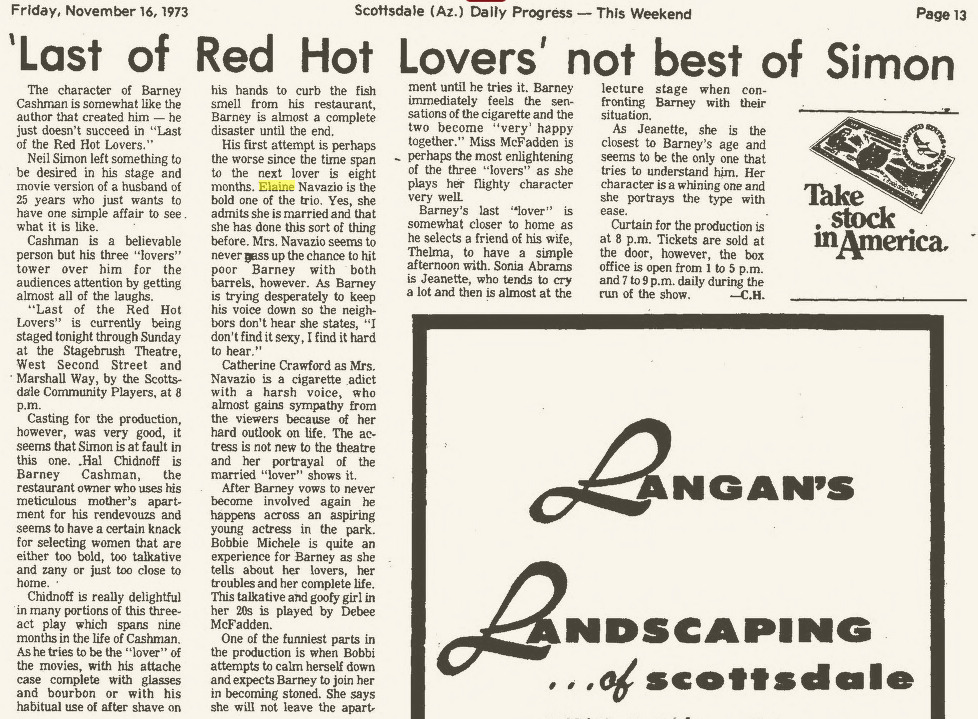 Friday, November 16, 1973
Scottsdale (Az.) Daily Progress — This Weekend
Page 13
'Last of Red Hot Lovers' not best of Simon
The character of Barney
Cashman is somewhat like the
author that created him — he
just doesn't succeed in "Last
of the Red Hot Lovers."
Neil Simon left something to
be desired in his stage and
movie version of a husband of
25 years who just wants to
have one simple affair to see
what it is like.
Cashman is a believable
person but his three "lovers"
tower over him for the
audiences attention by getting
almost all of the laughs.
"Last of the Red Hot
Lovers" is currently being
staged tonight through Sunday
at the Stagebrush Theatre,
West Second Street and
Marshall Way, by the Scotts-
dale Community Players, at 8
p.m.
Casting for the production,
however, was very good, it
seems that Simon is at fault in
this one. Hal Chidnoff is
Barney Cashman, the
restaurant owner who uses his
meticulous mother's apart-
ment for his rendevouzs and
seems to have a certain knack
for selecting women that are
either too bold, too talkative
and zany or just too close to
home.
Chidnoff is really delightful
in many portions of this three-
act play which spans nine
months in the life of Cashman.
As he tries to be the "lover" of
the movies, with his attache
case complete with glasses
and bourbon or with his
habitual use of after shave on
his hands to curb the fish
smell from his restaurant,
Barney is almost a complete
disaster until the end.
His first attempt is perhaps
the worse since the time span
to the next lover is eight
months. Elaine Navazio is the
bold one of the trio. Yes, she
admits she is married and that
she has done this sort of thing
before. Mrs. Navazio seems to
never pass up the chance to hit
poor Barney with both
barrels, however. As Barney
is trying desperately to keep
his voice down so the neigh-
bors don't hear she states, "I
don't find it sexy, I find it hard
to hear."
Catherine Crawford as Mrs.
Navazio is a cigarette adict
with a harsh voice, who
almost gains sympathy from
the viewers because of her
hard outlook on life. The ac-
tress is not new to the theatre
and her portrayal of the
married "lover" shows it.
After Barney vows to never
become involved again he
happens across an aspiring
young actress in the park.
Bobbie Michele is quite an
experience for Barney as she
tells about her lovers, her
troubles and her complete life.
This talkative and goofy girl in
her 20s is played by Debee
McFadden.
One of the funniest parts in
the production is when Bobbi
attempts to calm herself down
and expects Barney to join her
in becoming stoned. She says
she will not leave the apart-
ment until he tries it. Barney
immediately feels the sen-
sations of the cigarette and the
two become "very' happy
together." Miss McFadden is
perhaps the most enlightening
of the three "lovers" as she
plays her flighty character
very well.
Barney's last "lover" is
somewhat closer to home as
he selects a friend of his wife,
Thelma, to have a simple
afternoon with. Sonia Abrams
is Jeanette, who tends to cry
a lot and then is almost at the
lecture stage when con-
fronting Barney with their
situation.
As Jeanette, she is the
closest to Barney's age and
seems to be the only one that
tries to understand him. Her
character is a whining one and
she portrays the type with
ease.
Curtain for the production is
at 8 p.m. Tickets are sold at
the door, however, the box
office is open from 1 to 5 p.m.
and 7 to 9 p.m. daily during the
run of the show. —C.H.
Take
stock
in America.
LANGAN'S
LANDSCAPING
...of scottsdale